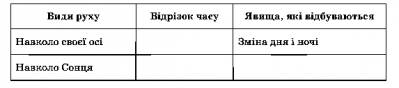 Види руху Відрізок часу Явища, які відбуваються
Навколо своєї осі Зміна дня і ночі
Навколо Сонця